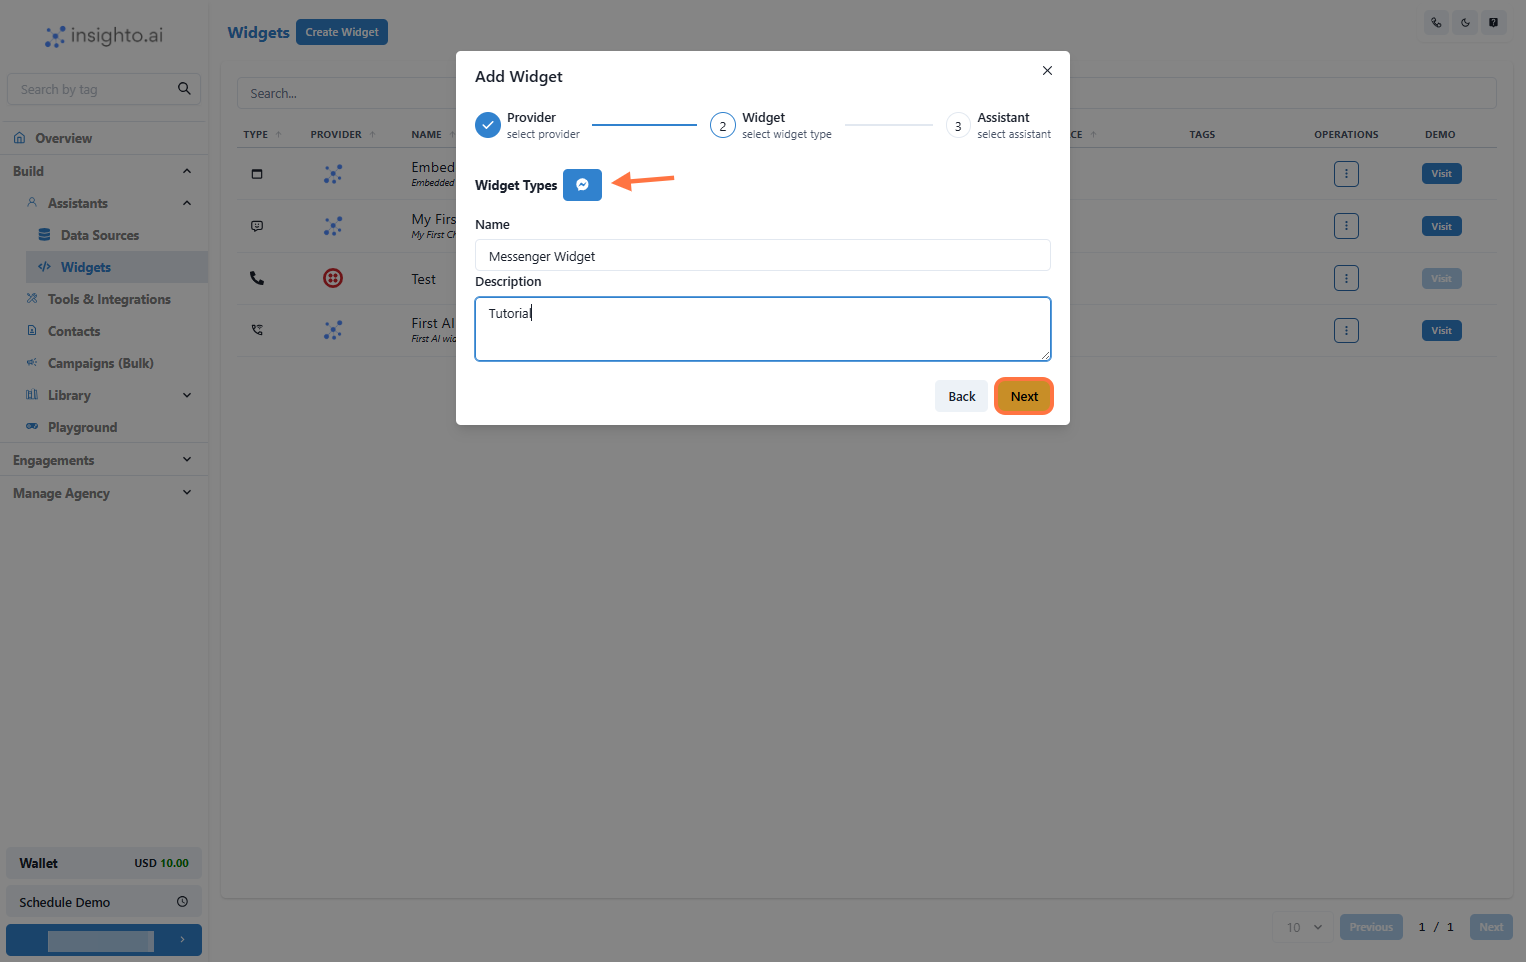 insighto.ai
Search by tag
Overview
Build
Assistants
Data Sources
Widgets
Tools & Integrations
Contacts
Campaigns (Bulk)
Library
Playground
Engagements
Manage Agency
Wallet USD 10.00
Schedule Demo
Widgets Create Widget
Search...
TYPE PROVIDER NAME CE TAGS OPERATIONS DEMO
Embed
Embedded
Visit
My Firs
My First Ch
Visit
Test
Visit
First AI
First AI wid
Visit
Add Widget
Provider
select provider
2 Widget
select widget type
3 Assistant
select assistant
Widget Types
Name
Messenger Widget
Description
Tutorial
Back Next
10 Previous 1 / 1 Next